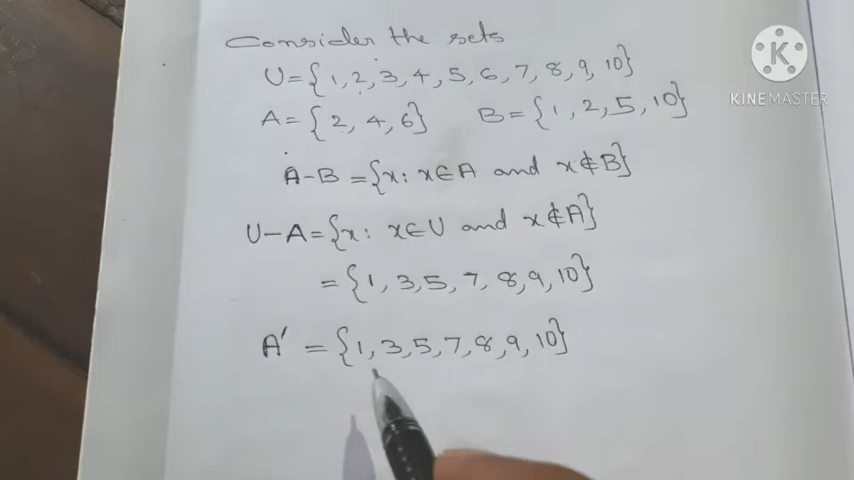 Consider the sets
U={1,2,3,4,5,6,7,8,9,10}
A={2,4,6} B={1,2,5,10}
A-B={x: x∈A and x∉B}
U-A={x: x∈U and x∉A}
={1,3,5,7,8,9,10}
A'={1,3,5,7,8,9,10}
K
KINEMASTER